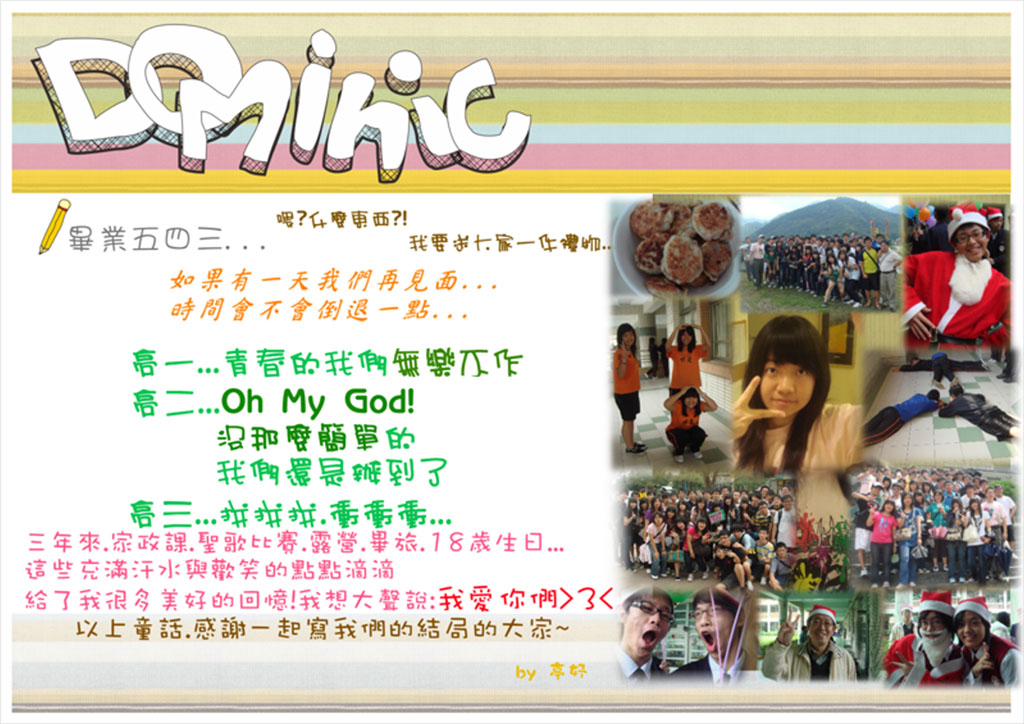 DOMiNiC
畢業五四三...
喂?什麼東西?!
我要送大家一件禮物..
如果有一天我們再見面...
時間會不會倒退一點...
高一...青春的我們無樂不作
高二...Oh My God!
沒那麼簡單的
我們還是辦到了
高三...拼拼拼.衝衝衝...
三年來.家政課.聖歌比賽.露營.畢旅.18歲生日...
這些充滿汗水與歡笑的點點滴滴
給了我很多美好的回憶!我想大聲說:我愛你們>3<
以上童話.感謝一起寫我們的結局的大家~
by 亭妤